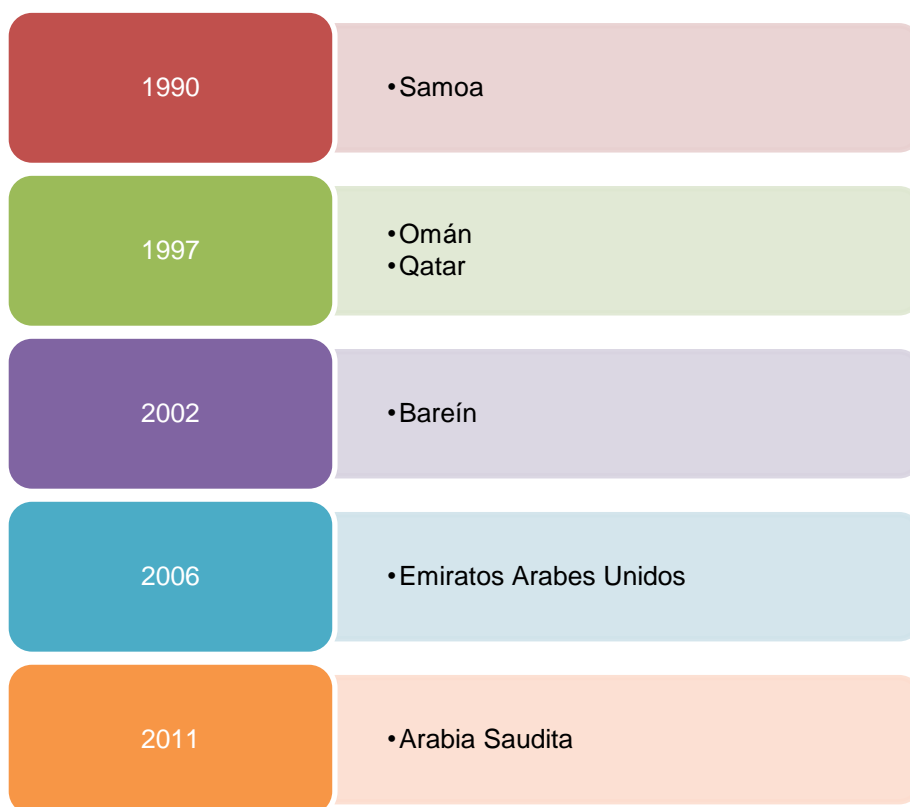 1990
•Samoa
1997
•Omán
•Qatar
2002
•Bareín
2006
•Emiratos Arabes Unidos
2011
•Arabia Saudita